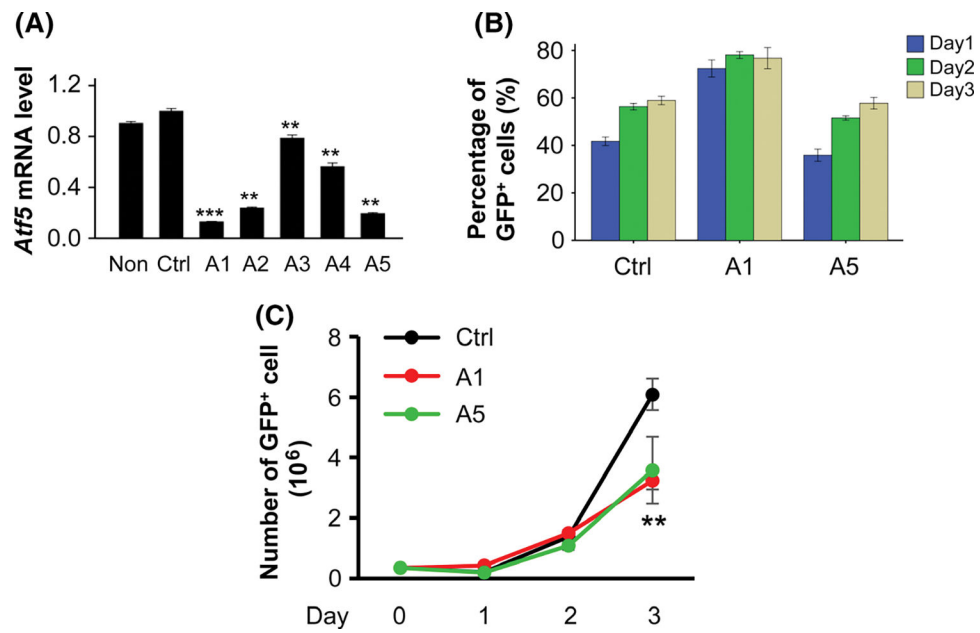 (A)
Atf5 mRNA level
1.2
0.8
0.4
0.0
** ** ** ** ***
Non Ctrl A1 A2 A3 A4 A5
(B)
Percentage of
GFP+ cells (%)
80
60
40
20
0
Ctrl A1 A5
Day1
Day2
Day3
(C)
Number of GFP+ cell
(10⁶)
8
6
4
2
0
Ctrl
A1
A5
**
Day 0 1 2 3